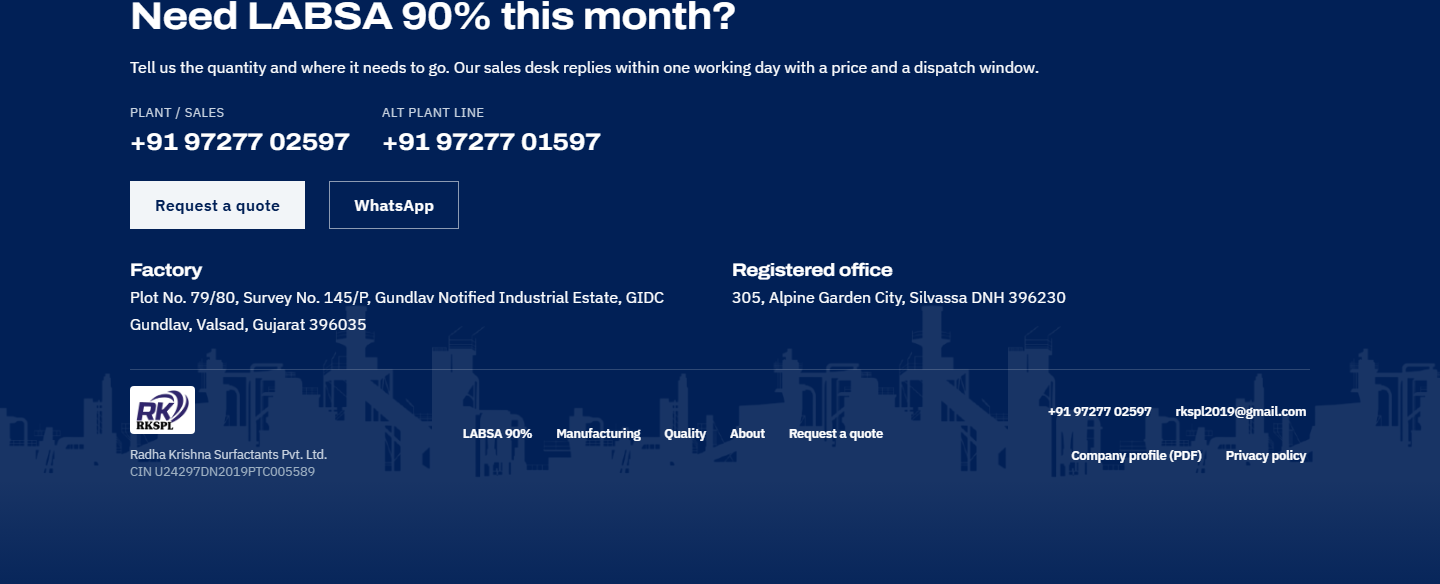 Need LABSA 90% this month?
Tell us the quantity and where it needs to go. Our sales desk replies within one working day with a price and a dispatch window.
PLANT / SALES
+91 97277 02597
ALT PLANT LINE
+91 97277 01597
Request a quote
WhatsApp
Factory
Plot No. 79/80, Survey No. 145/P, Gundlav Notified Industrial Estate, GIDC
Gundlav, Valsad, Gujarat 396035
Registered office
305, Alpine Garden City, Silvassa DNH 396230
RK
RKSPL
Radha Krishna Surfactants Pvt. Ltd.
CIN U24297DN2019PTC005589
LABSA 90%
Manufacturing
Quality
About
Request a quote
+91 97277 02597
rkspl2019@gmail.com
Company profile (PDF)
Privacy policy